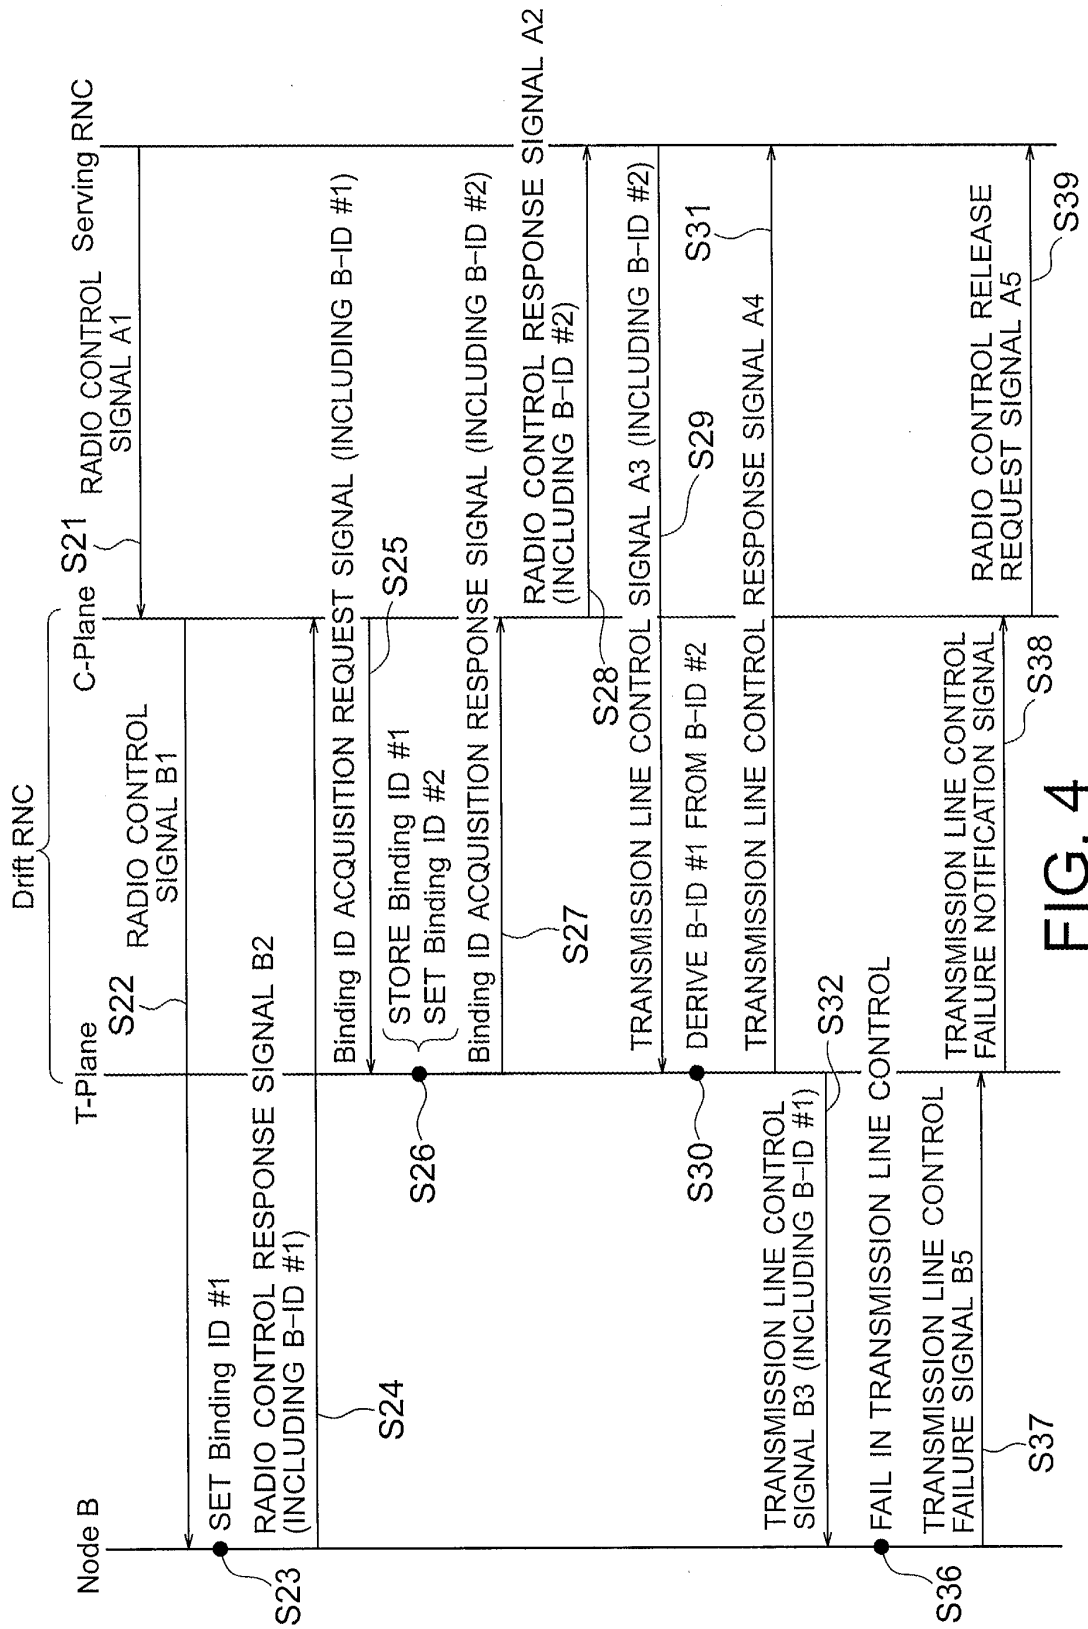 Drift RNC
Node B
T-Plane
C-Plane
Serving RNC
S21
RADIO CONTROL
SIGNAL A1
S22
RADIO CONTROL
SIGNAL B1
S23
SET Binding ID #1
RADIO CONTROL RESPONSE SIGNAL B2
(INCLUDING B-ID #1)
S24
Binding ID ACQUISITION REQUEST SIGNAL (INCLUDING B-ID #1)
S25
STORE Binding ID #1
SET Binding ID #2
S26
Binding ID ACQUISITION RESPONSE SIGNAL (INCLUDING B-ID #2)
S27
RADIO CONTROL RESPONSE SIGNAL A2
(INCLUDING B-ID #2)
S28
TRANSMISSION LINE CONTROL SIGNAL A3 (INCLUDING B-ID #2)
S29
DERIVE B-ID #1 FROM B-ID #2
S30
TRANSMISSION LINE CONTROL RESPONSE SIGNAL A4
S31
TRANSMISSION LINE CONTROL
SIGNAL B3 (INCLUDING B-ID #1)
S32
FAIL IN TRANSMISSION LINE CONTROL
S36
TRANSMISSION LINE CONTROL
FAILURE SIGNAL B5
S37
TRANSMISSION LINE CONTROL
FAILURE NOTIFICATION SIGNAL
S38
RADIO CONTROL RELEASE
REQUEST SIGNAL A5
S39
FIG. 4